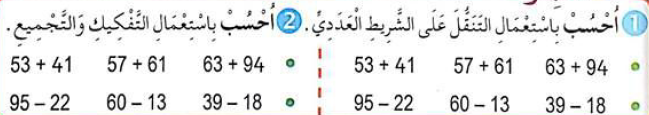 1 أَحْسُبُ بِاسْتِعْمَالِ التَّنَقُّلَ عَلَى الشَّرِيطِ الْعَدَدِيِّ.
• 63 + 94 57 + 61 53 + 41
• 39 – 18 60 – 13 95 – 22
2 أَحْسُبْ بِاسْتِعْمَالِ التَّفْكِيكِ وَالتَّجْمِيعِ.
• 63 + 94 57 + 61 53 + 41
• 39 – 18 60 – 13 95 – 22